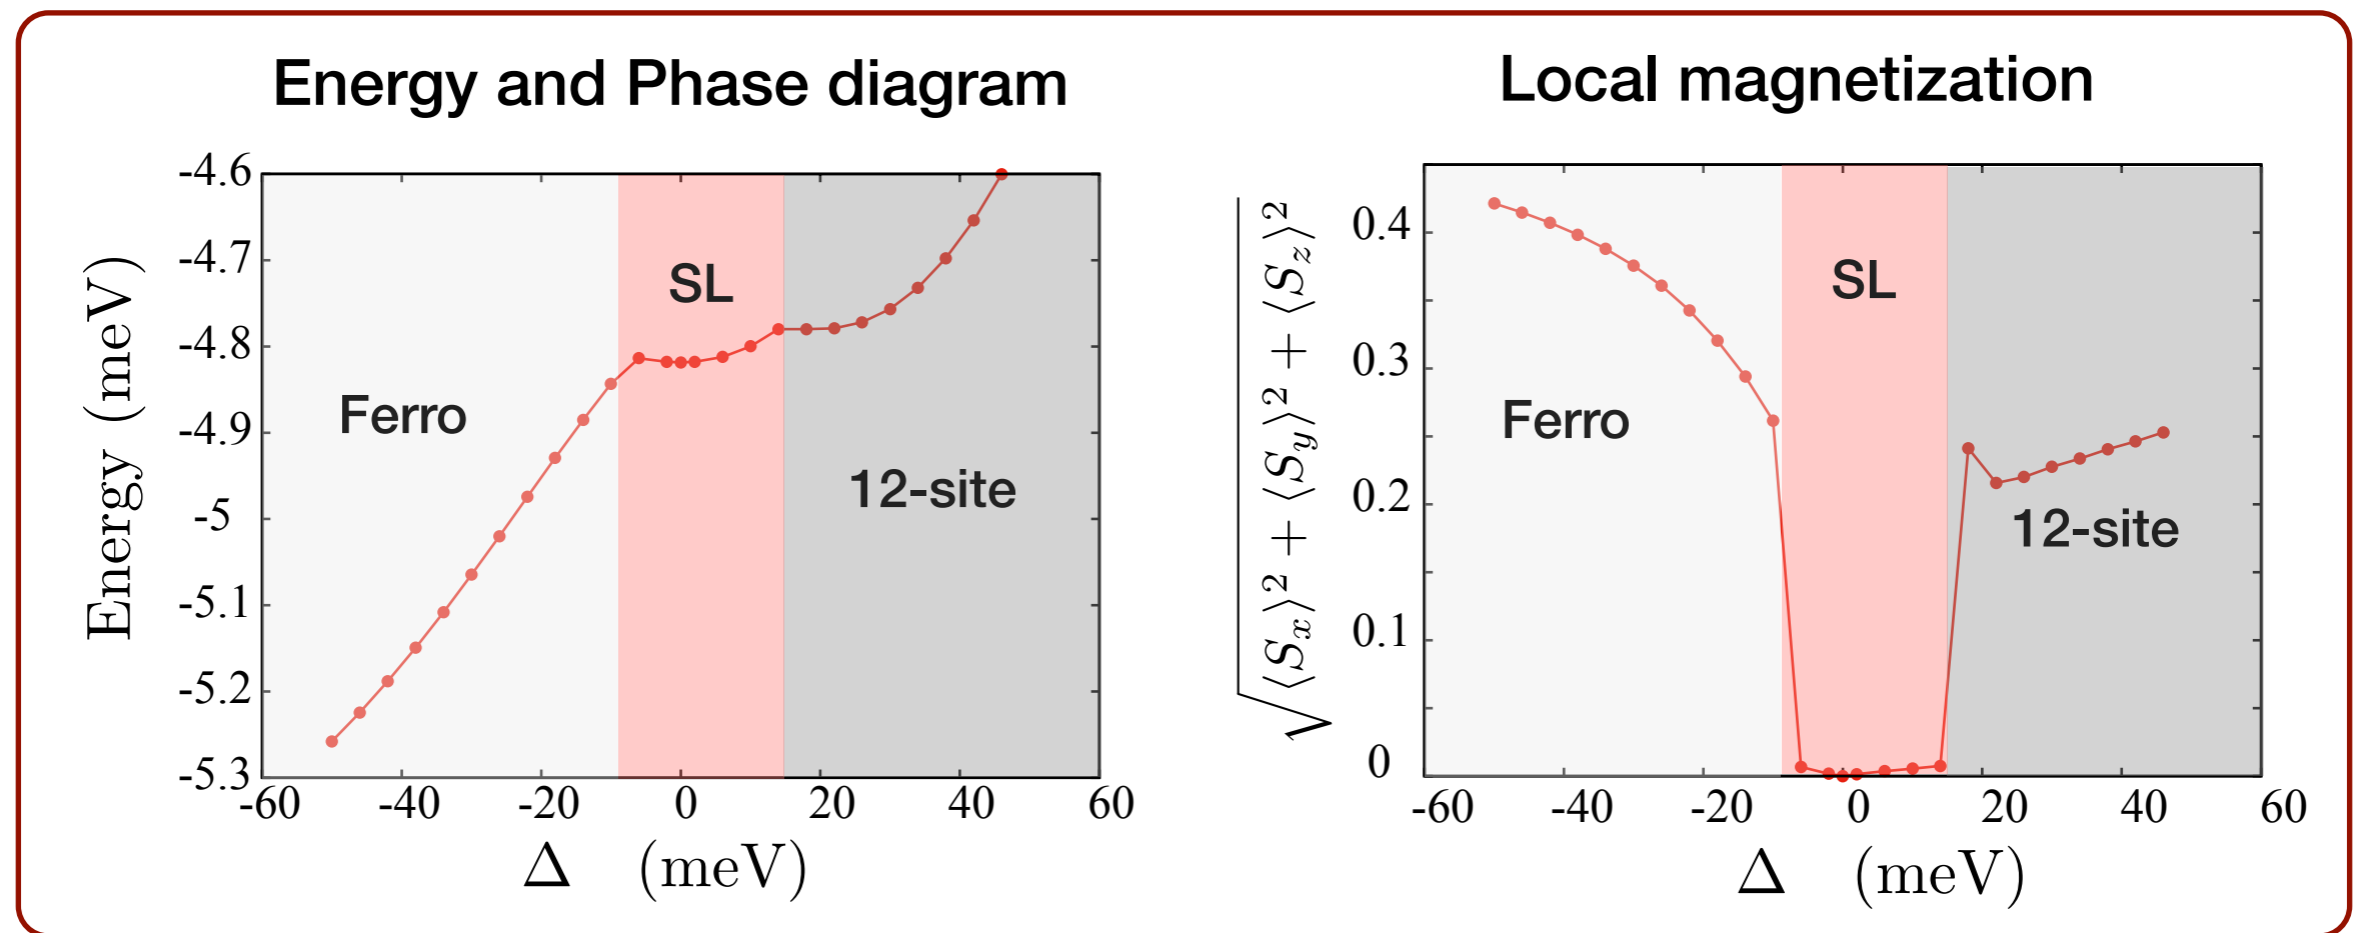 Energy and Phase diagram
Energy (meV)
-4.6
-4.7
-4.8
-4.9
-5
-5.1
-5.2
-5.3
Ferro
SL
12-site
-60 -40 -20 0 20 40 60
Δ (meV)
Local magnetization
√⟨Sx⟩² + ⟨Sy⟩² + ⟨Sz⟩²
0.4
0.3
0.2
0.1
0
Ferro
SL
12-site
-60 -40 -20 0 20 40 60
Δ (meV)